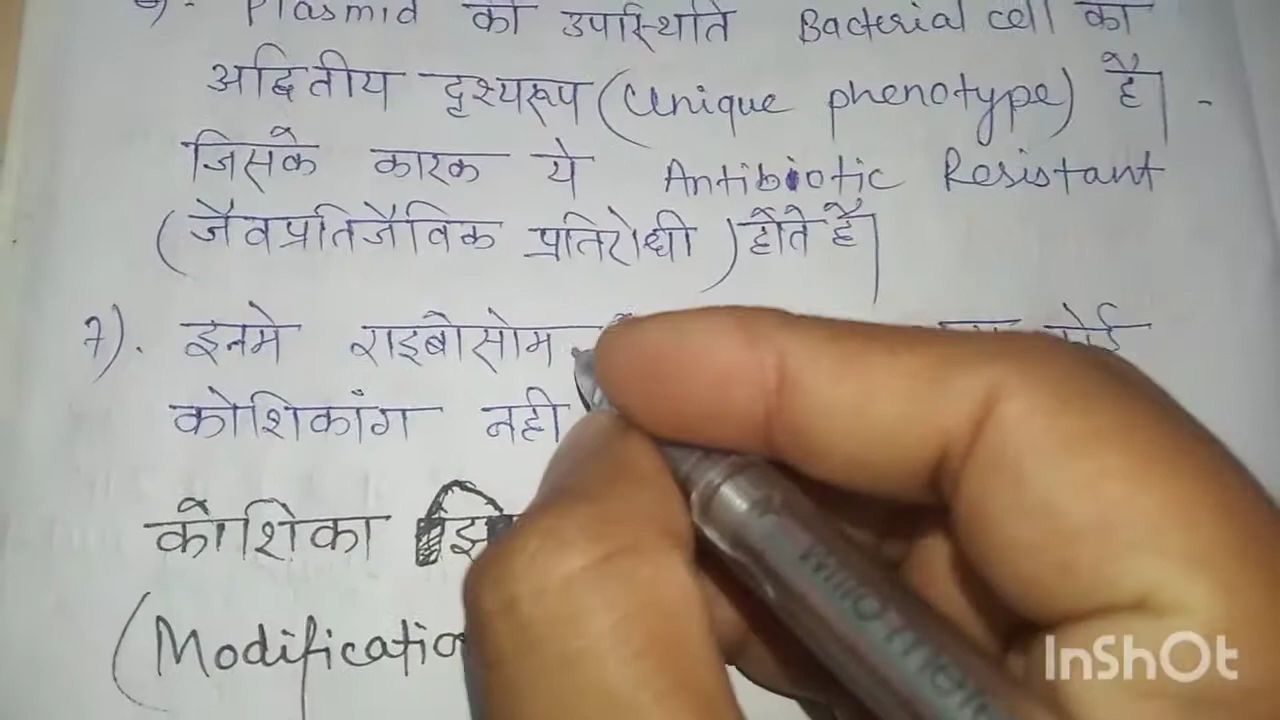 Plasmid की उपस्थिति Bacterial cell का
अद्वितीय दृश्यरूप (Unique phenotype) है। -
जिसके कारक ये Antibiotic Resistant
(जैवप्रतिजैविक प्रतिरोधी) होते है।
7). इनमे राइबोसोम
कोशिकांग नही
कोशिका
(Modificatio
InShOt